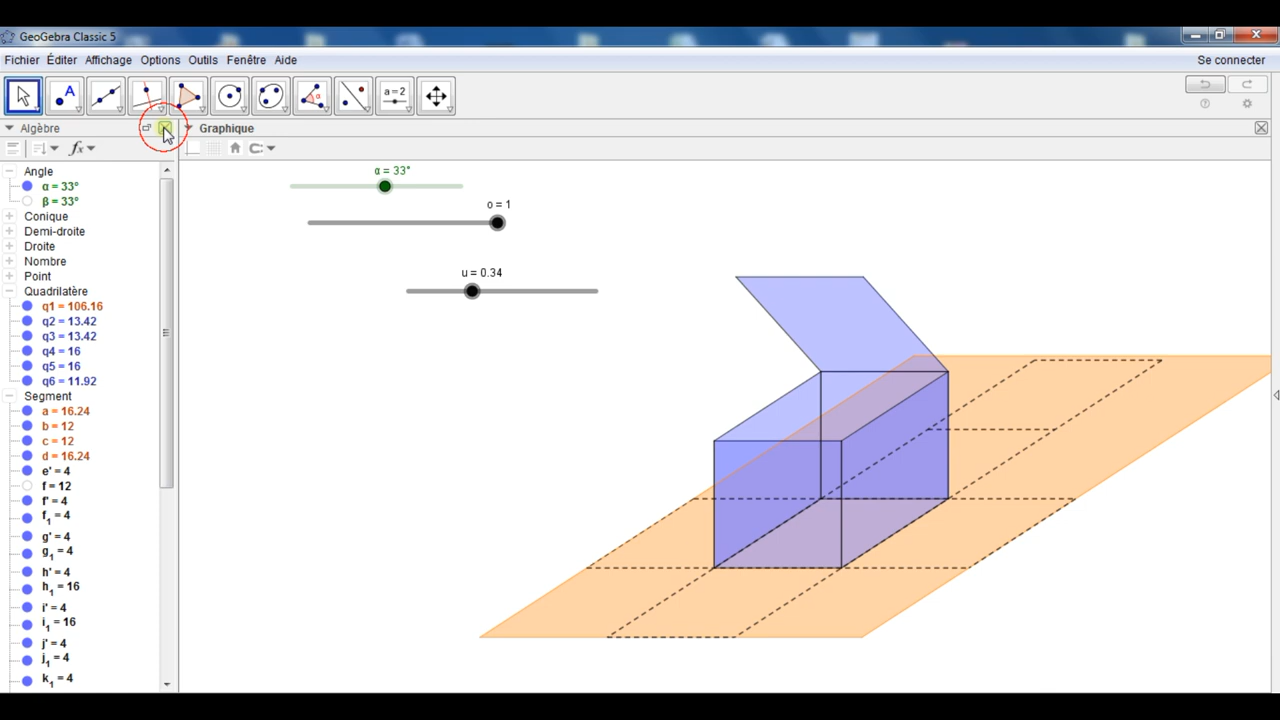 GeoGebra Classic 5
Fichier Éditer Affichage Options Outils Fenêtre Aide
Se connecter
A
a = 2
α
Algèbre
Graphique
fx
Angle
α = 33°
β = 33°
Conique
Demi-droite
Droite
Nombre
Point
Quadrilatère
q1 = 106.16
q2 = 13.42
q3 = 13.42
q4 = 16
q5 = 16
q6 = 11.92
Segment
a = 16.24
b = 12
c = 12
d = 16.24
e' = 4
f = 12
f' = 4
f₁ = 4
g' = 4
g₁ = 4
h' = 4
h₁ = 16
i' = 4
i₁ = 16
j' = 4
j₁ = 4
k₁ = 4
α = 33°
o = 1
u = 0.34